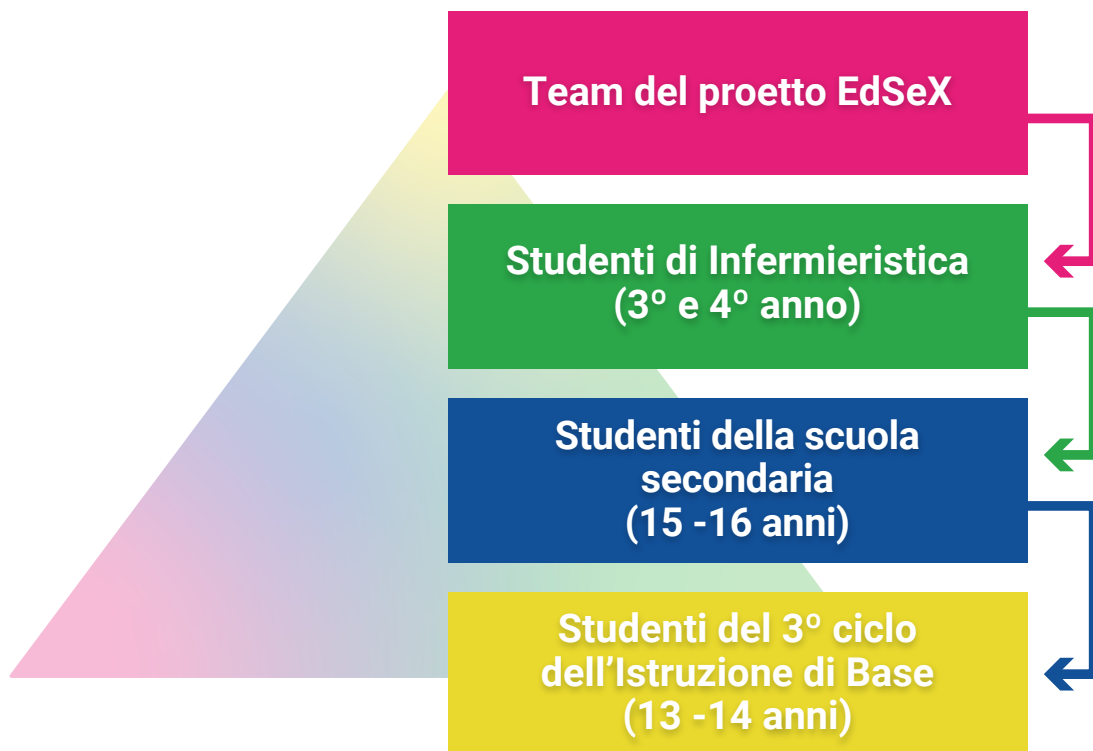 Team del proetto EdSeX
Studenti di Infermieristica
(3º e 4º anno)
Studenti della scuola
secondaria
(15 -16 anni)
Studenti del 3º ciclo
dell’Istruzione di Base
(13 -14 anni)